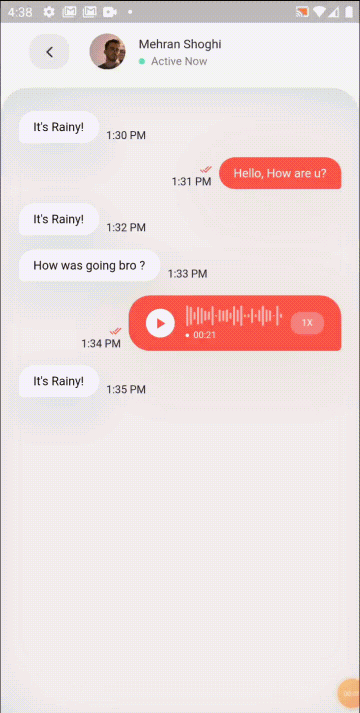 4:38
Mehran Shoghi
Active Now
It's Rainy!
1:30 PM
Hello, How are u?
1:31 PM
It's Rainy!
1:32 PM
How was going bro ?
1:33 PM
00:21
1X
1:34 PM
It's Rainy!
1:35 PM